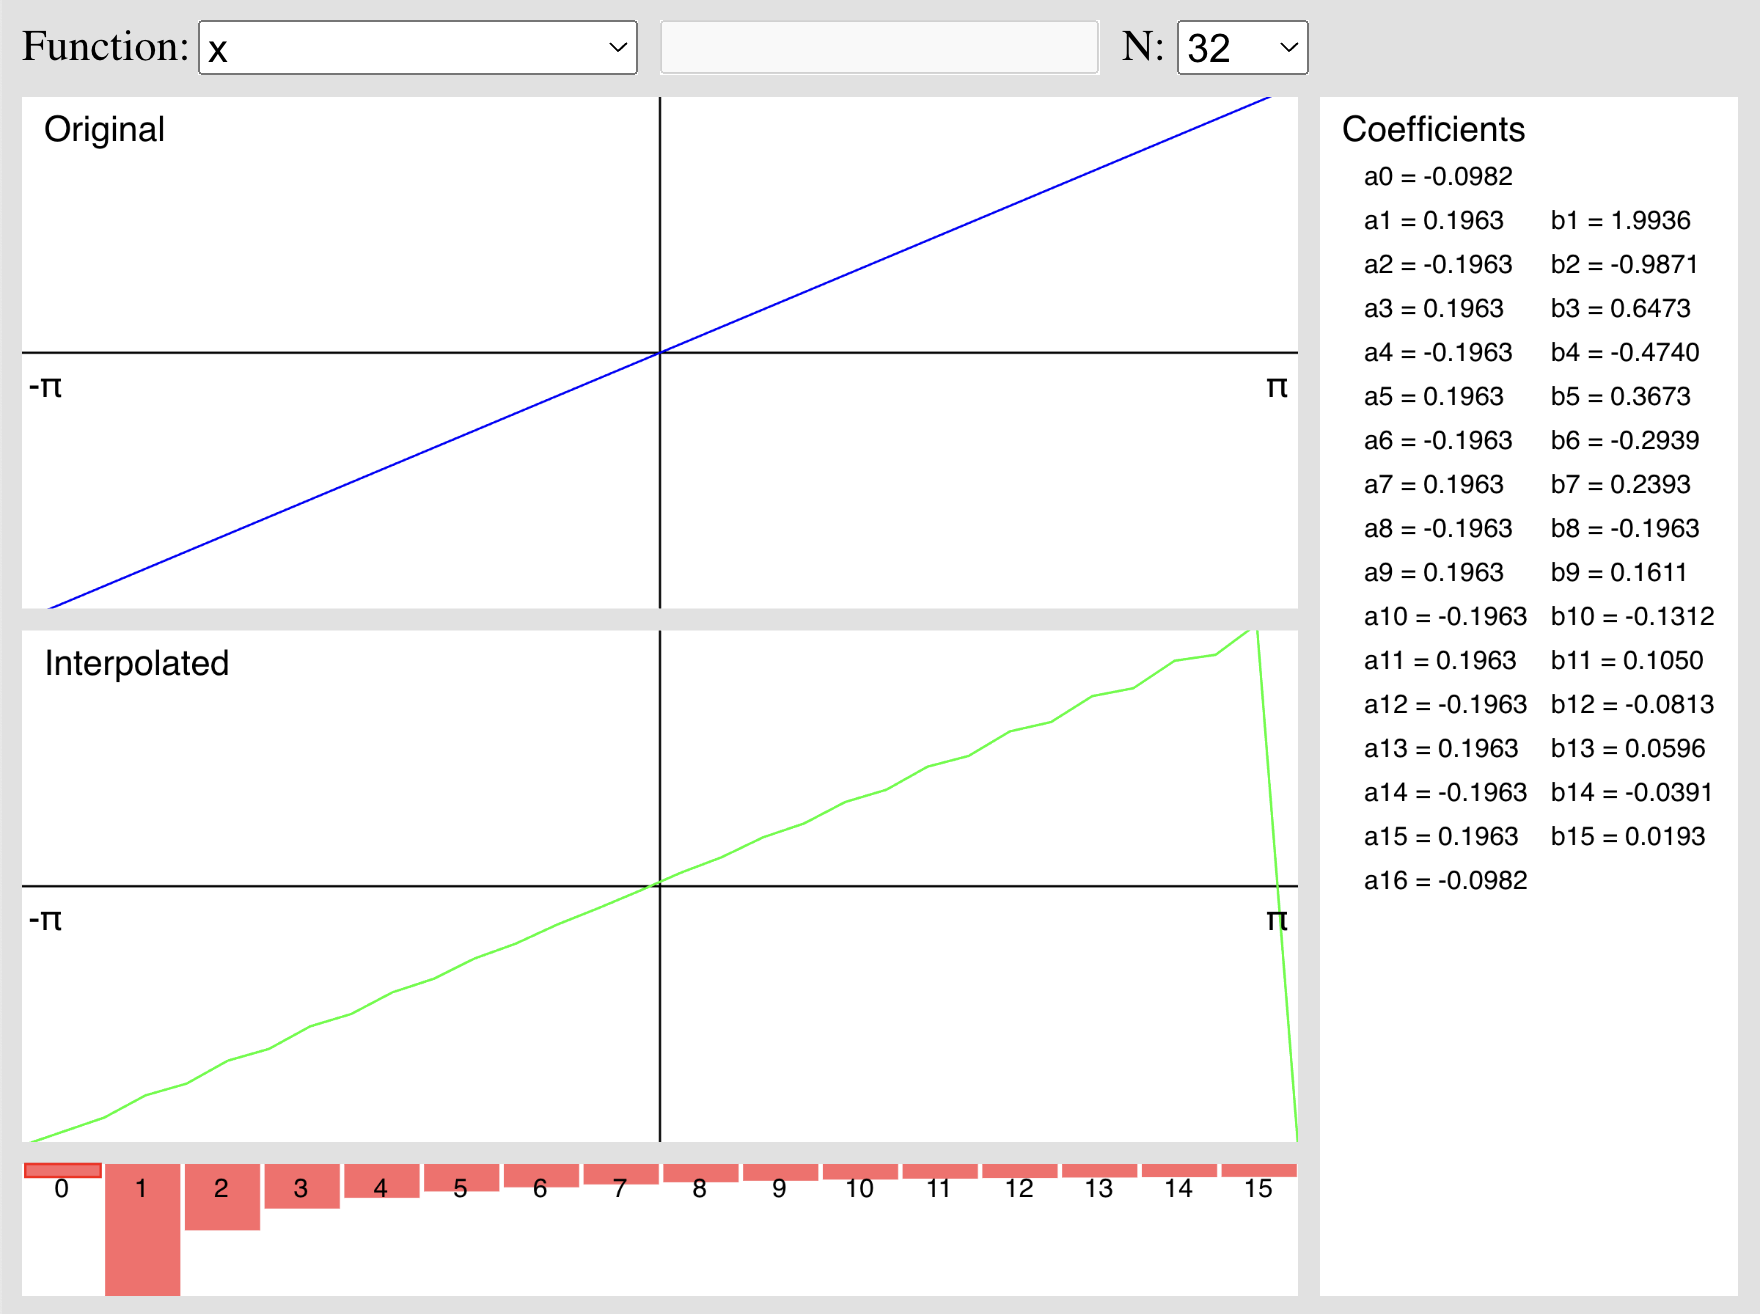 Function: x N: 32
Original
-π π
Interpolated
-π π
0 1 2 3 4 5 6 7 8 9 10 11 12 13 14 15
Coefficients
a0 = -0.0982
a1 = 0.1963 b1 = 1.9936
a2 = -0.1963 b2 = -0.9871
a3 = 0.1963 b3 = 0.6473
a4 = -0.1963 b4 = -0.4740
a5 = 0.1963 b5 = 0.3673
a6 = -0.1963 b6 = -0.2939
a7 = 0.1963 b7 = 0.2393
a8 = -0.1963 b8 = -0.1963
a9 = 0.1963 b9 = 0.1611
a10 = -0.1963 b10 = -0.1312
a11 = 0.1963 b11 = 0.1050
a12 = -0.1963 b12 = -0.0813
a13 = 0.1963 b13 = 0.0596
a14 = -0.1963 b14 = -0.0391
a15 = 0.1963 b15 = 0.0193
a16 = -0.0982